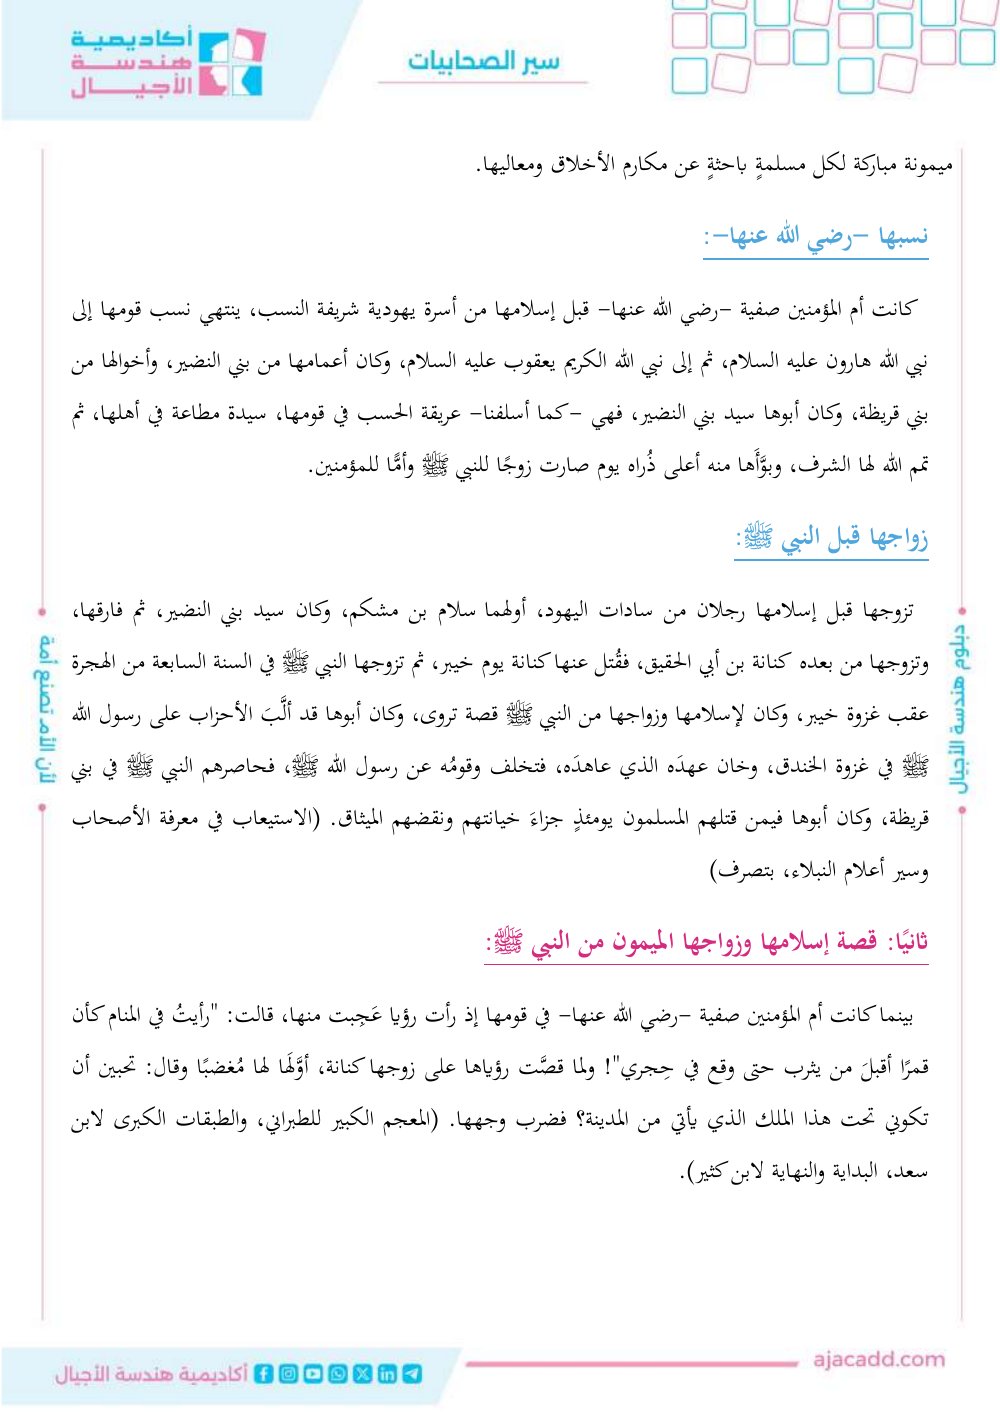 أكاديمية
هندسة
الأجيال
سير الصحابيات
ميمونة مباركة لكل مسلمةٍ باحثةٍ عن مكارم الأخلاق ومعاليها.
نسبها –رضي الله عنها–:
كانت أم المؤمنين صفية –رضي الله عنها– قبل إسلامها من أسرة يهودية شريفة النسب، ينتهي نسب قومها إلى
نبي الله هارون عليه السلام، ثم إلى نبي الله الكريم يعقوب عليه السلام، وكان أعمامها من بني النضير، وأخوالها من
بني قريظة، وكان أبوها سيد بني النضير، فهي –كما أسلفنا– عريقة الحسب في قومها، سيدة مطاعة في أهلها، ثم
تمم الله لها الشرف، وبوَّأَها منه أعلى ذُراه يوم صارت زوجًا للنبي ﷺ وأمًّا للمؤمنين.
زواجها قبل النبي ﷺ:
تزوجها قبل إسلامها رجلان من سادات اليهود، أولهما سلام بن مشكم، وكان سيد بني النضير، ثم فارقها،
وتزوجها من بعده كنانة بن أبي الحقيق، فقُتل عنها كنانة يوم خيبر، ثم تزوجها النبي ﷺ في السنة السابعة من الهجرة
عقب غزوة خيبر، وكان لإسلامها وزواجها من النبي ﷺ قصة تروى، وكان أبوها قد ألَّبَ الأحزاب على رسول الله
ﷺ في غزوة الخندق، وخان عهدَه الذي عاهدَه، فتخلف وقومُه عن رسول الله ﷺ، فحاصرهم النبي ﷺ في بني
قريظة، وكان أبوها فيمن قتلهم المسلمون يومئذٍ جزاءَ خيانتهم ونقضهم الميثاق. (الاستيعاب في معرفة الأصحاب
وسير أعلام النبلاء، بتصرف)
ثانيًا: قصة إسلامها وزواجها الميمون من النبي ﷺ:
بينما كانت أم المؤمنين صفية –رضي الله عنها– في قومها إذ رأت رؤيا عَجِبت منها، قالت: "رأيتُ في المنام كأن
قمرًا أقبلَ من يثرب حتى وقع في حِجري"! ولما قصَّت رؤياها على زوجها كنانة، أوَّلَها لها مُغضبًا وقال: تحبين أن
تكوني تحت هذا الملك الذي يأتي من المدينة؟ فضرب وجهها. (المعجم الكبير للطبراني، والطبقات الكبرى لابن
سعد، البداية والنهاية لابن كثير).
دبلوم هندسة الأجيال
لأن الأم تصنع أمة
أكاديمية هندسة الأجيال
ajacadd.com